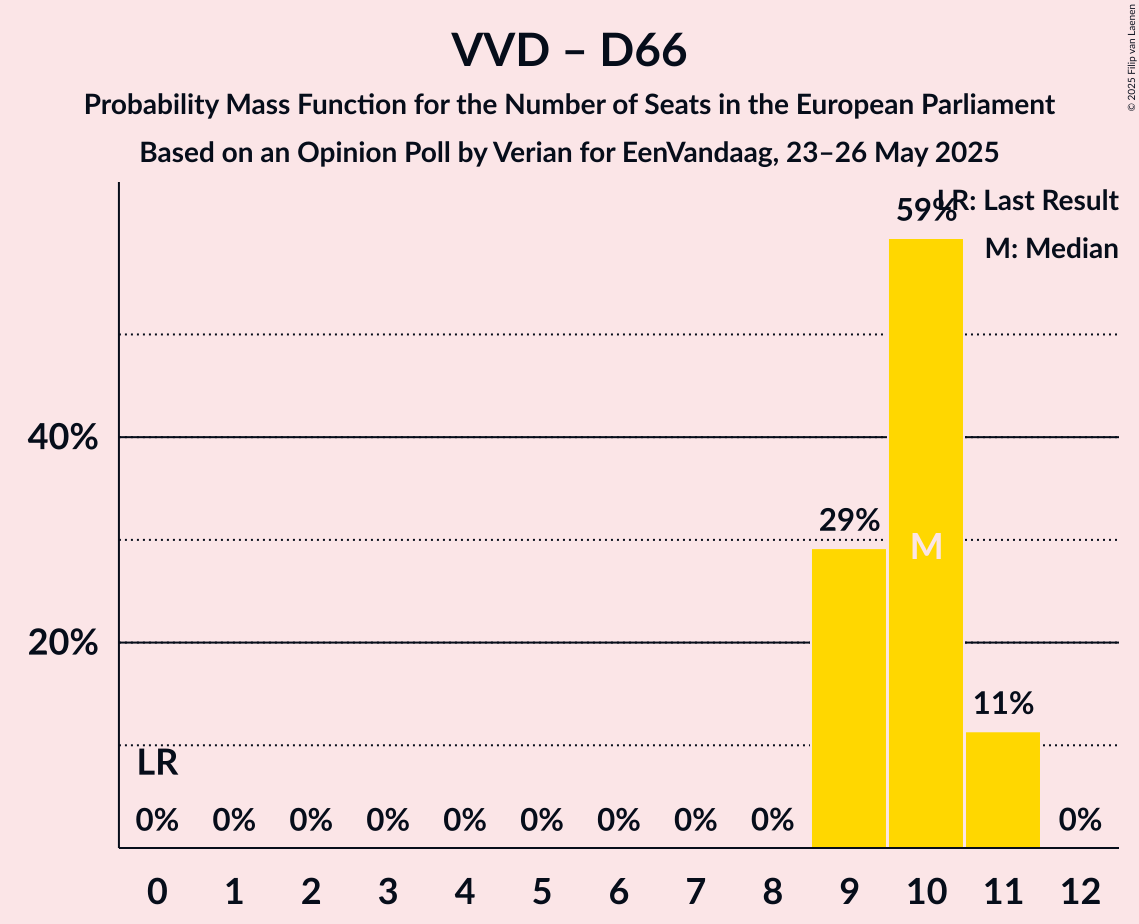 VVD – D66
Probability Mass Function for the Number of Seats in the European Parliament
Based on an Opinion Poll by Verian for EenVandaag, 23–26 May 2025
© 2025 Filip van Laenen
LR: Last Result
M: Median
59%
40%
29%
M
20%
11%
LR
0% 0% 0% 0% 0% 0% 0% 0% 0% 0%
0 1 2 3 4 5 6 7 8 9 10 11 12